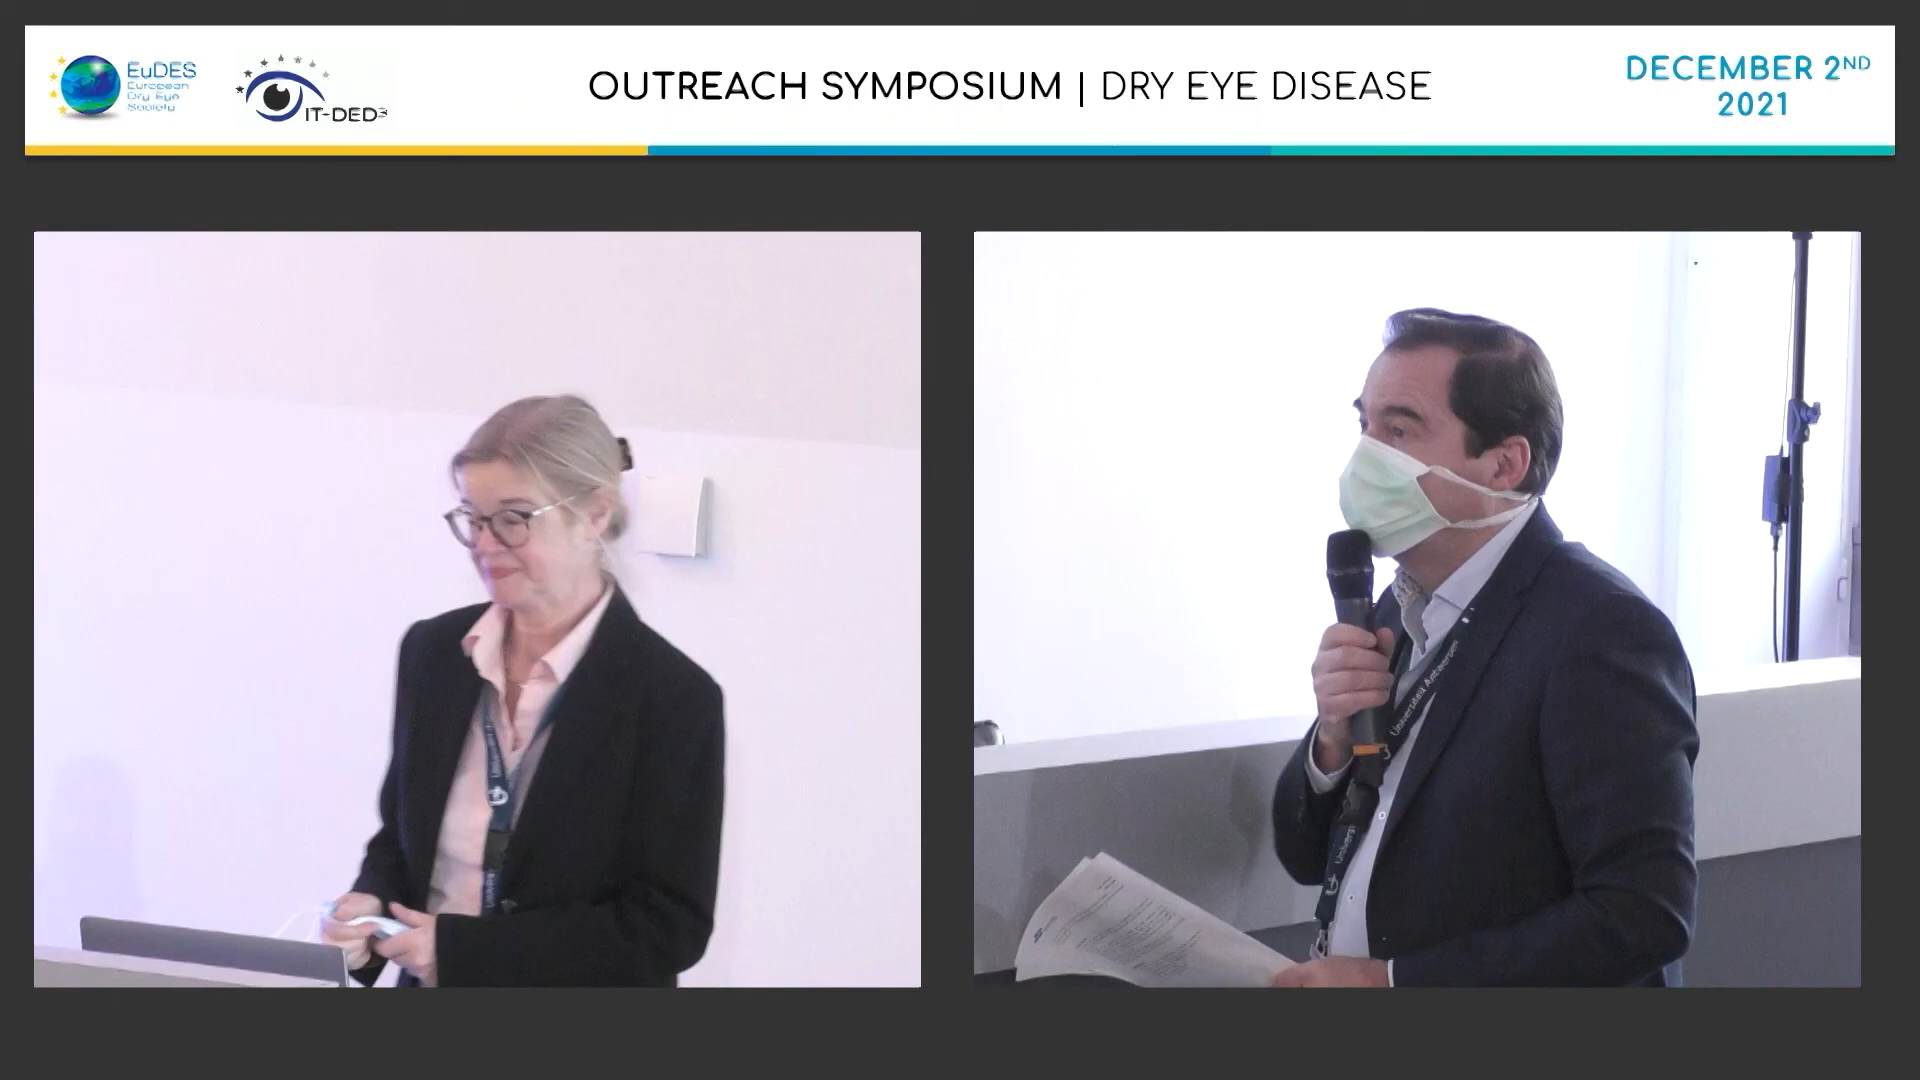 EuDES
European
Dry Eye
Society
IT-DED³
OUTREACH SYMPOSIUM | DRY EYE DISEASE
DECEMBER 2ND
2021
Universiteit Antwerpen